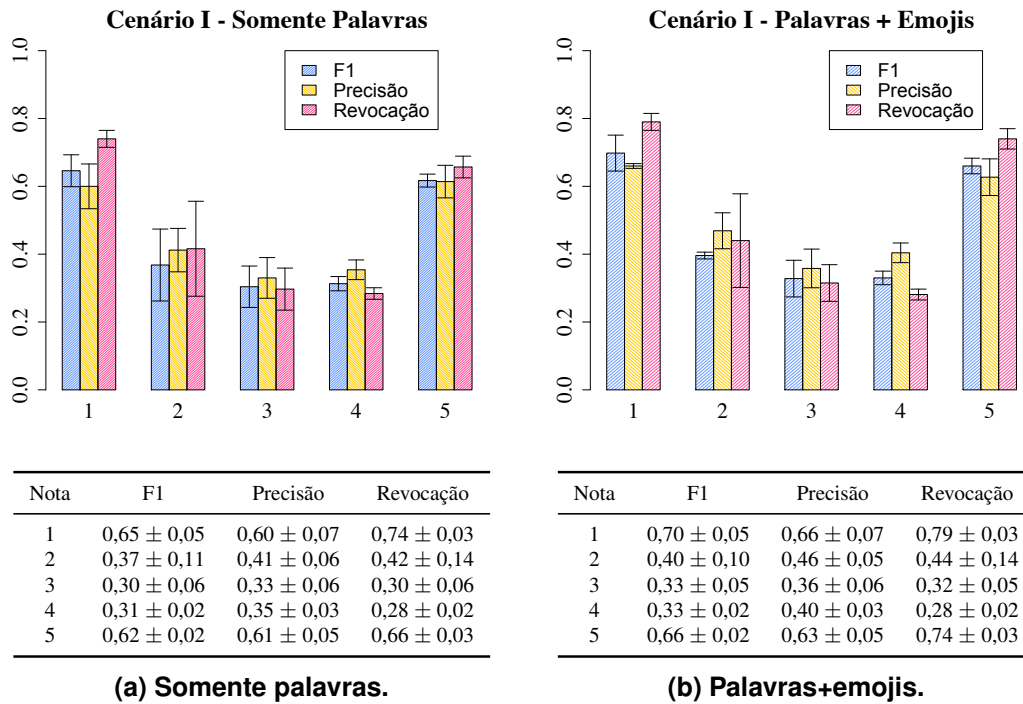 Cenário I - Somente Palavras
1.0
0.8
0.6
0.4
0.2
0.0
F1
Precisão
Revocação
1 2 3 4 5
Nota F1 Precisão Revocação
1 0,65 ± 0,05 0,60 ± 0,07 0,74 ± 0,03
2 0,37 ± 0,11 0,41 ± 0,06 0,42 ± 0,14
3 0,30 ± 0,06 0,33 ± 0,06 0,30 ± 0,06
4 0,31 ± 0,02 0,35 ± 0,03 0,28 ± 0,02
5 0,62 ± 0,02 0,61 ± 0,05 0,66 ± 0,03
(a) Somente palavras.
Cenário I - Palavras + Emojis
1.0
0.8
0.6
0.4
0.2
0.0
F1
Precisão
Revocação
1 2 3 4 5
Nota F1 Precisão Revocação
1 0,70 ± 0,05 0,66 ± 0,07 0,79 ± 0,03
2 0,40 ± 0,10 0,46 ± 0,05 0,44 ± 0,14
3 0,33 ± 0,05 0,36 ± 0,06 0,32 ± 0,05
4 0,33 ± 0,02 0,40 ± 0,03 0,28 ± 0,02
5 0,66 ± 0,02 0,63 ± 0,05 0,74 ± 0,03
(b) Palavras+emojis.